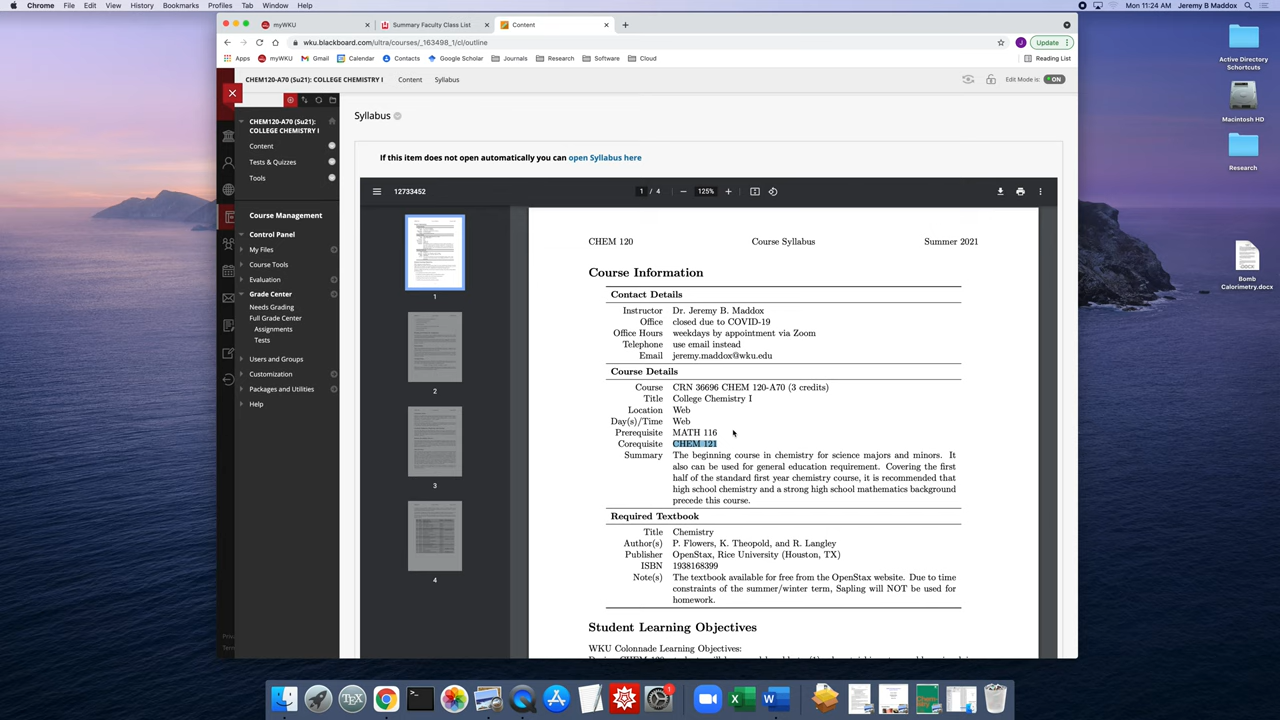 Chrome File Edit View History Bookmarks Profiles Tab Window Help
Mon 11:24 AM Jeremy B Maddox
myWKU
Summary Faculty Class List
Content
wku.blackboard.com/ultra/courses/_163498_1/cl/outline
Update
Apps myWKU Gmail Calendar Contacts Google Scholar Journals Research Software Cloud
Reading List
CHEM120-A70 (Su21): COLLEGE CHEMISTRY I Content Syllabus
Edit Mode is: ON
CHEM120-A70 (Su21):
COLLEGE CHEMISTRY I
Content
Tests & Quizzes
Tools
Course Management
Control Panel
My Files
Course Tools
Evaluation
Grade Center
Needs Grading
Full Grade Center
Assignments
Tests
Users and Groups
Customization
Packages and Utilities
Help
Syllabus
If this item does not open automatically you can open Syllabus here
12733452
1 / 4
125%
1
2
3
4
CHEM 120 Course Syllabus Summer 2021
Course Information
Contact Details
Instructor Dr. Jeremy B. Maddox
Office closed due to COVID-19
Office Hours weekdays by appointment via Zoom
Telephone use email instead
Email jeremy.maddox@wku.edu
Course Details
Course CRN 36696 CHEM 120-A70 (3 credits)
Title College Chemistry I
Location Web
Day(s)/Time Web
Prerequisite MATH 116
Corequisite CHEM 121
Summary The beginning course in chemistry for science majors and minors. It
also can be used for general education requirement. Covering the first
half of the standard first year chemistry course, it is recommended that
high school chemistry and a strong high school mathematics background
precede this course.
Required Textbook
Title Chemistry
Author(s) P. Flowers, K. Theopold, and R. Langley
Publisher OpenStax, Rice University (Houston, TX)
ISBN 1938168399
Note(s) The textbook available for free from the OpenStax website. Due to time
constraints of the summer/winter term, Sapling will NOT be used for
homework.
Student Learning Objectives
WKU Colonnade Learning Objectives:
Active Directory
Schortcuts
Macintosh HD
Research
Bomb
Calorimetry.docx